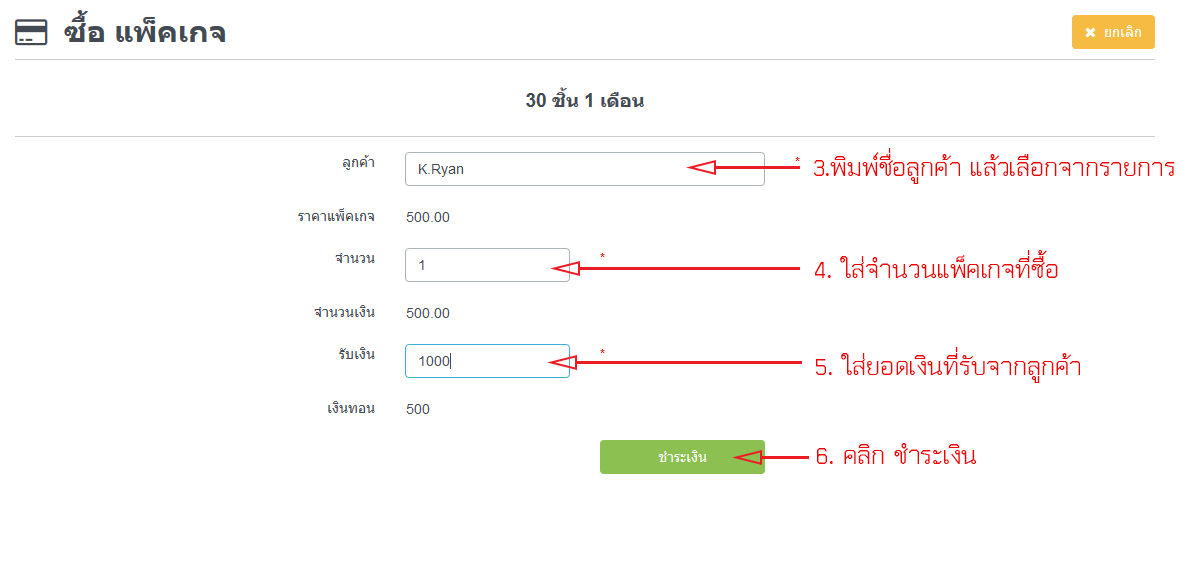 ซื้อ แพ็คเกจ
✖ ยกเลิก
30 ชิ้น 1 เดือน
ลูกค้า K.Ryan * 3.พิมพ์ชื่อลูกค้า แล้วเลือกจากรายการ
ราคาแพ็คเกจ 500.00
จำนวน 1 * 4. ใส่จำนวนแพ็คเกจที่ซื้อ
จำนวนเงิน 500.00
รับเงิน 1000 * 5. ใส่ยอดเงินที่รับจากลูกค้า
เงินทอน 500
ชำระเงิน 6. คลิก ชำระเงิน